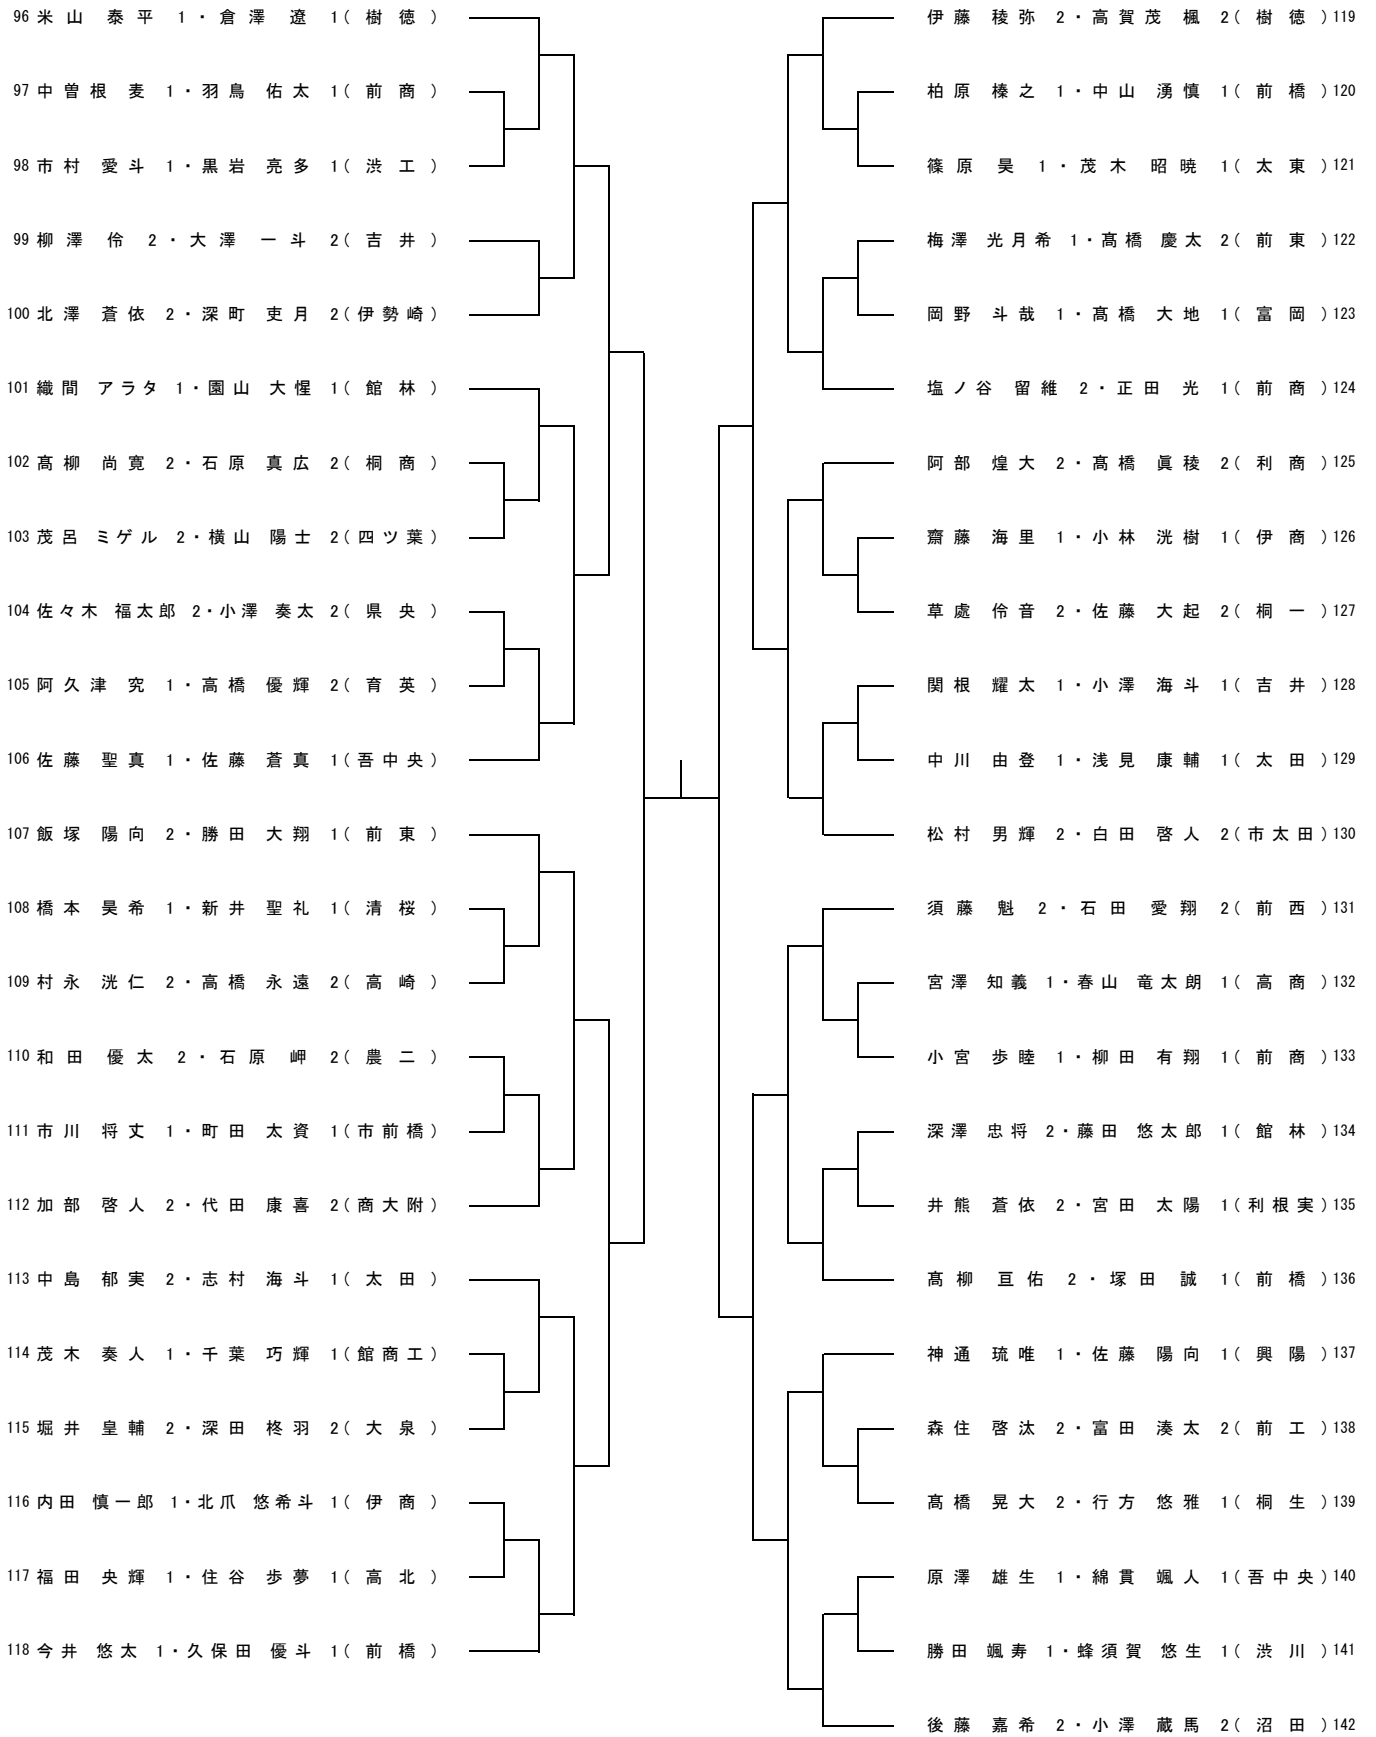 96 米山 泰平 1・倉澤 遼 1(樹徳)
97 中曽根 麦 1・羽鳥 佑太 1(前商)
98 市村 愛斗 1・黒岩 亮多 1(渋工)
99 柳澤 伶 2・大澤 一斗 2(吉井)
100 北澤 蒼依 2・深町 吏月 2(伊勢崎)
101 織間 アラタ 1・園山 大惺 1(館林)
102 髙柳 尚寛 2・石原 真広 2(桐商)
103 茂呂 ミゲル 2・横山 陽士 2(四ツ葉)
104 佐々木 福太郎 2・小澤 奏太 2(県央)
105 阿久津 究 1・高橋 優輝 2(育英)
106 佐藤 聖真 1・佐藤 蒼真 1(吾中央)
107 飯塚 陽向 2・勝田 大翔 1(前東)
108 橋本 昊希 1・新井 聖礼 1(清桜)
109 村永 洸仁 2・高橋 永遠 2(高崎)
110 和田 優太 2・石原 岬 2(農二)
111 市川 将丈 1・町田 太資 1(市前橋)
112 加部 啓人 2・代田 康喜 2(商大附)
113 中島 郁実 2・志村 海斗 1(太田)
114 茂木 奏人 1・千葉 巧輝 1(館商工)
115 堀井 皇輔 2・深田 柊羽 2(大泉)
116 内田 慎一郎 1・北爪 悠希斗 1(伊商)
117 福田 央輝 1・住谷 歩夢 1(高北)
118 今井 悠太 1・久保田 優斗 1(前橋)
伊藤 稜弥 2・高賀茂 楓 2(樹徳)119
柏原 榛之 1・中山 湧慎 1(前橋)120
篠原 昊 1・茂木 昭暁 1(太東)121
梅澤 光月希 1・髙橋 慶太 2(前東)122
岡野 斗哉 1・髙橋 大地 1(富岡)123
塩ノ谷 留維 2・正田 光 1(前商)124
阿部 煌大 2・髙橋 眞稜 2(利商)125
齋藤 海里 1・小林 洸樹 1(伊商)126
草處 伶音 2・佐藤 大起 2(桐一)127
関根 耀太 1・小澤 海斗 1(吉井)128
中川 由登 1・浅見 康輔 1(太田)129
松村 男輝 2・白田 啓人 2(市太田)130
須藤 魁 2・石田 愛翔 2(前西)131
宮澤 知義 1・春山 竜太朗 1(高商)132
小宮 歩睦 1・柳田 有翔 1(前商)133
深澤 忠将 2・藤田 悠太郎 1(館林)134
井熊 蒼依 2・宮田 太陽 1(利根実)135
髙柳 亘佑 2・塚田 誠 1(前橋)136
神通 琉唯 1・佐藤 陽向 1(興陽)137
森住 啓汰 2・富田 湊太 2(前工)138
髙橋 晃大 2・行方 悠雅 1(桐生)139
原澤 雄生 1・綿貫 颯人 1(吾中央)140
勝田 颯寿 1・蜂須賀 悠生 1(渋川)141
後藤 嘉希 2・小澤 蔵馬 2(沼田)142